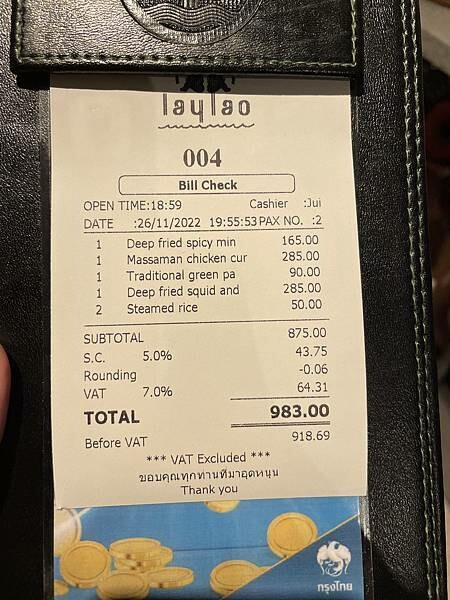 laylao
004
Bill Check
OPEN TIME:18:59 Cashier :Jui
DATE :26/11/2022 19:55:53 PAX NO. :2
1 Deep fried spicy min 165.00
1 Massaman chicken cur 285.00
1 Traditional green pa 90.00
1 Deep fried squid and 285.00
2 Steamed rice 50.00
SUBTOTAL 875.00
S.C. 5.0% 43.75
Rounding -0.06
VAT 7.0% 64.31
TOTAL 983.00
Before VAT 918.69
*** VAT Excluded ***
ขอบคุณทุกท่านที่มาอุดหนุน
Thank you
กรุงไทย